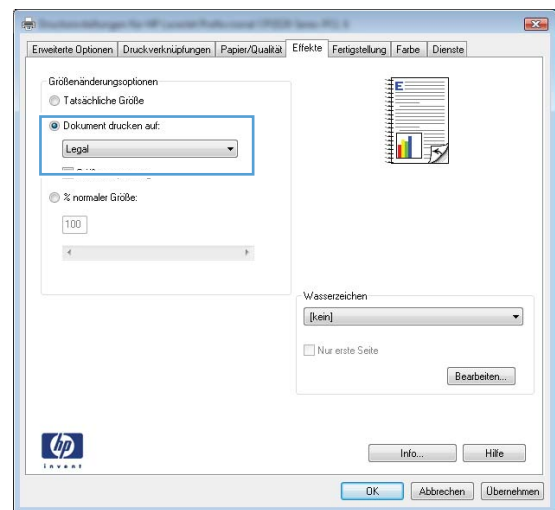 Erweiterte Optionen Druckverknüpfungen Papier/Qualität Effekte Fertigstellung Farbe Dienste
Größenänderungsoptionen
Tatsächliche Größe
Dokument drucken auf:
Legal
% normaler Größe:
100
E
Wasserzeichen
[kein]
Nur erste Seite
Bearbeiten...
hp
invent
Info... Hilfe
OK Abbrechen Übernehmen